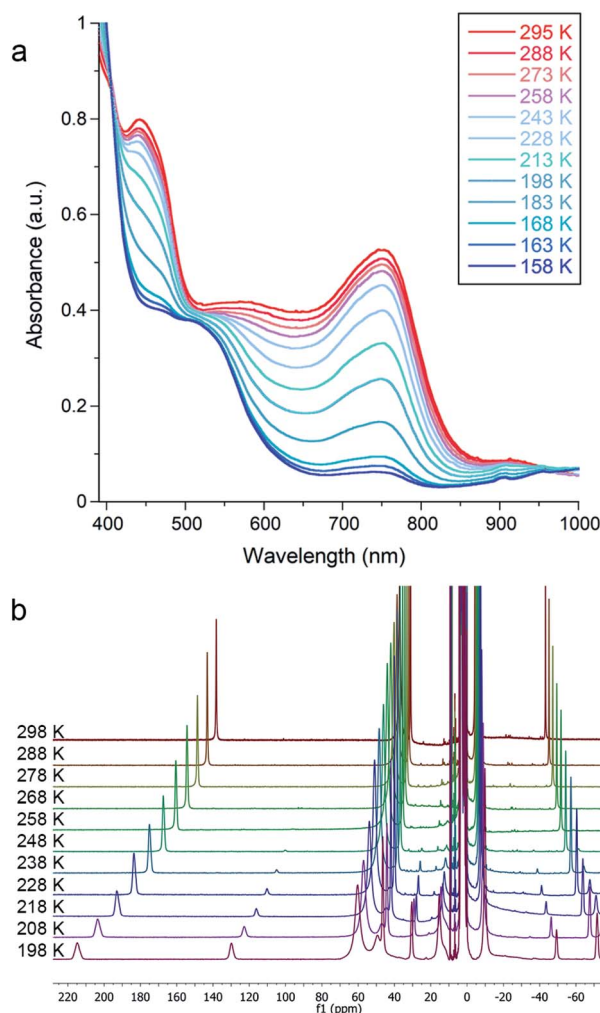 a
1
0.8
0.6
0.4
0.2
0
Absorbance (a.u.)
400 500 600 700 800 900 1000
Wavelength (nm)
295 K
288 K
273 K
258 K
243 K
228 K
213 K
198 K
183 K
168 K
163 K
158 K
b
298 K
288 K
278 K
268 K
258 K
248 K
238 K
228 K
218 K
208 K
198 K
220 200 180 160 140 120 100 80 60 40 20 0 -20 -40 -60
f1 (ppm)